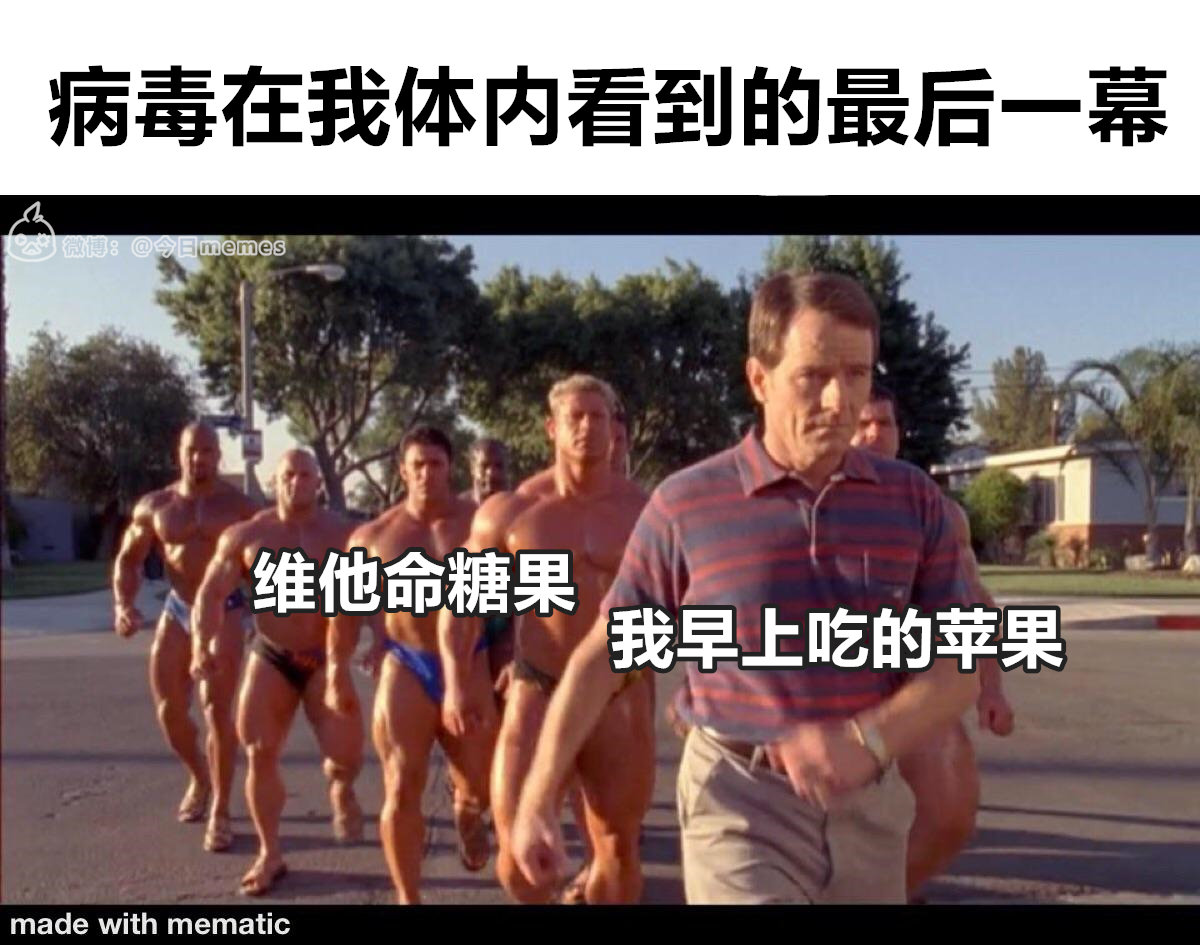 病毒在我体内看到的最后一幕
微博：@今日memes
维他命糖果
我早上吃的苹果
made with mematic